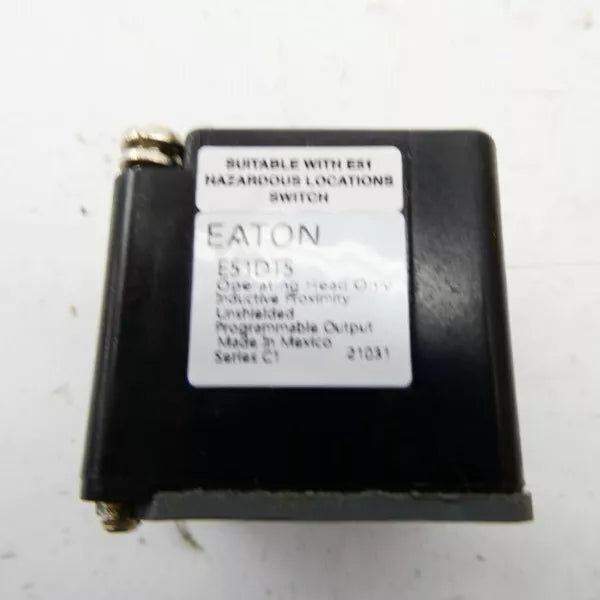 SUITABLE WITH E51
HAZARDOUS LOCATIONS
SWITCH
EATON
E51DT5
Operating Head Only
Inductive Proximity
Unshielded
Programmable Output
Made In Mexico
Series C1 21031